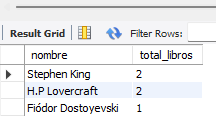 Result Grid Filter Rows:
nombre total_libros
Stephen King 2
H.P Lovercraft 2
Fiódor Dostoyevski 1